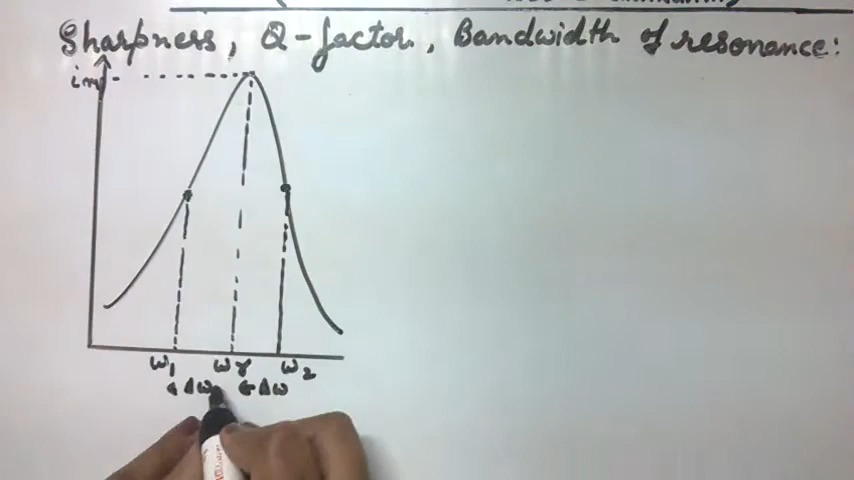 Sharpness, Q-factor, Bandwidth of resonance:
im
ω₁ ωr ω₂
Δω Δω